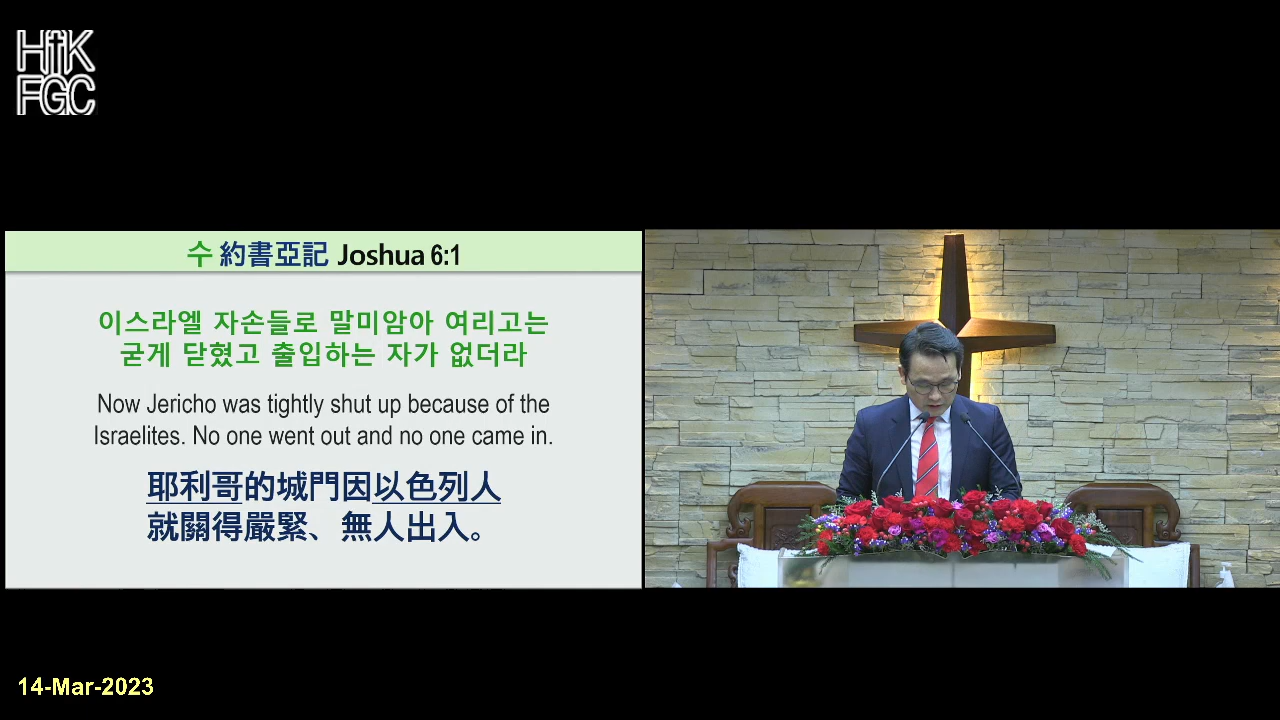 HfK
FGC
수 約書亞記 Joshua 6:1
이스라엘 자손들로 말미암아 여리고는
굳게 닫혔고 출입하는 자가 없더라
Now Jericho was tightly shut up because of the
Israelites. No one went out and no one came in.
耶利哥的城門因以色列人
就關得嚴緊、無人出入。
14-Mar-2023